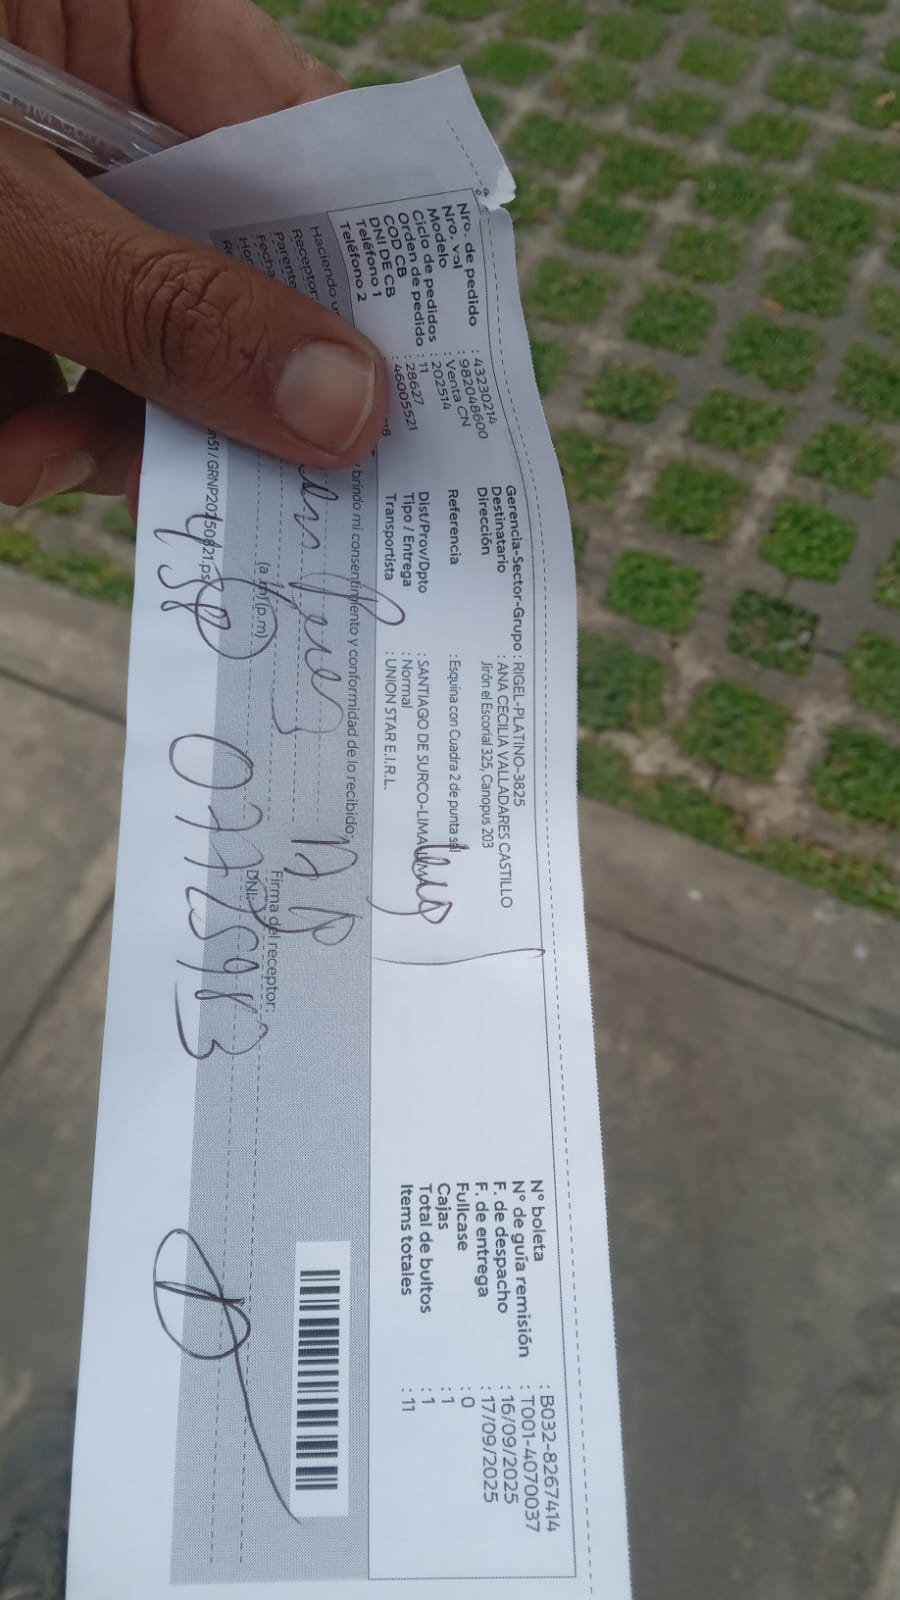 Nro. de pedido : 43230214
Nro. val : 982048600
Modelo : Venta CN
Ciclo de pedidos : 202514
Orden de pedido : 11
COD CB : 28627
DNI DE CB : 46005521
Teléfono 1
Teléfono 2
Gerencia-Sector-Grupo : RIGEL-PLATINO-3825
Destinatario : ANA CECILIA VALLADARES CASTILLO
Dirección Jirón el Escorial 325, Canopus 203
Referencia : Esquina con Cuadra 2 de punta sal
Dist/Prov/Dpto : SANTIAGO DE SURCO-LIMA
Tipo / Entrega : Normal
Transportista : UNION STAR E.I.R.L.
N° boleta : B032-8267414
N° de guía remisión : T001-4070037
F. de despacho : 16/09/2025
F. de entrega : 17/09/2025
Fullcase : 0
Cajas : 1
Total de bultos : 1
Items totales : 11
Haciendo
brindo mi consentimiento y conformidad de lo recibido:
Receptor:
Firma del receptor:
(a.m) (p.m)
DNI: